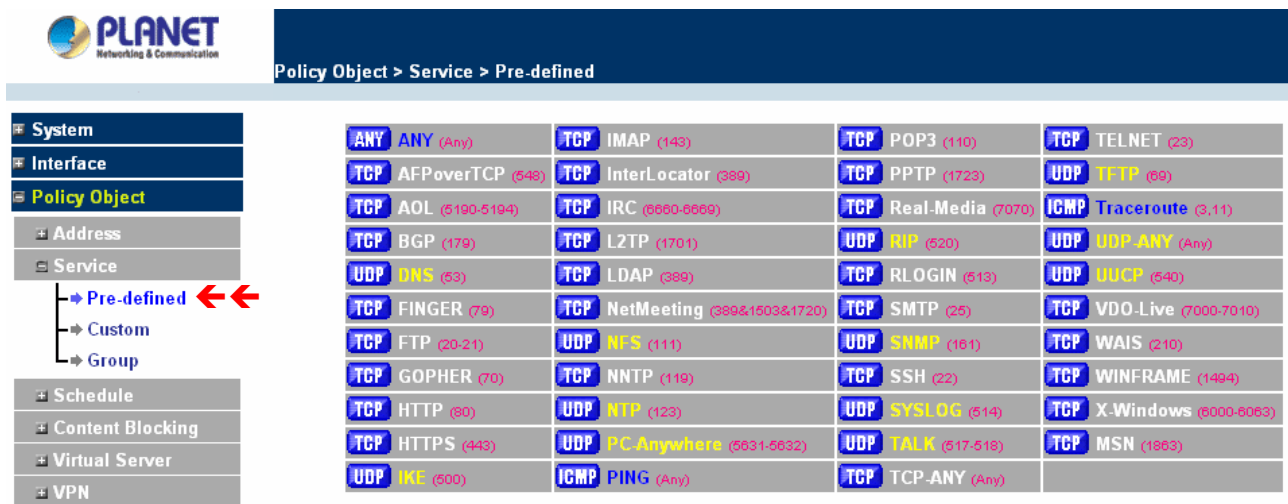 PLANET
Networking & Communication
Policy Object > Service > Pre-defined
System
Interface
Policy Object
Address
Service
Pre-defined
Custom
Group
Schedule
Content Blocking
Virtual Server
VPN
ANY ANY (Any) TCP IMAP (143) TCP POP3 (110) TCP TELNET (23)
TCP AFPoverTCP (548) TCP InterLocator (389) TCP PPTP (1723) UDP TFTP (69)
TCP AOL (5190-5194) TCP IRC (6660-6669) TCP Real-Media (7070) ICMP Traceroute (3,11)
TCP BGP (179) TCP L2TP (1701) UDP RIP (520) UDP UDP-ANY (Any)
UDP DNS (53) TCP LDAP (389) TCP RLOGIN (513) UDP UUCP (540)
TCP FINGER (79) TCP NetMeeting (389&1503&1720) TCP SMTP (25) TCP VDO-Live (7000-7010)
TCP FTP (20-21) UDP NFS (111) UDP SNMP (161) TCP WAIS (210)
TCP GOPHER (70) TCP NNTP (119) TCP SSH (22) TCP WINFRAME (1494)
TCP HTTP (80) UDP NTP (123) UDP SYSLOG (514) TCP X-Windows (6000-6063)
TCP HTTPS (443) UDP PC-Anywhere (5631-5632) UDP TALK (517-518) TCP MSN (1863)
UDP IKE (500) ICMP PING (Any) TCP TCP-ANY (Any)